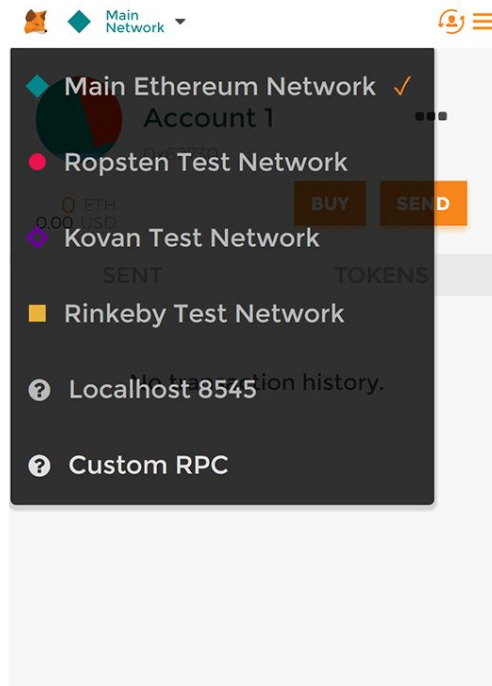 Main
Network
Main Ethereum Network
Account 1
Ropsten Test Network
0 ETH
BUY
SEND
0.00 USD
Kovan Test Network
SENT
TOKENS
Rinkeby Test Network
No transaction history.
Localhost 8545
Custom RPC